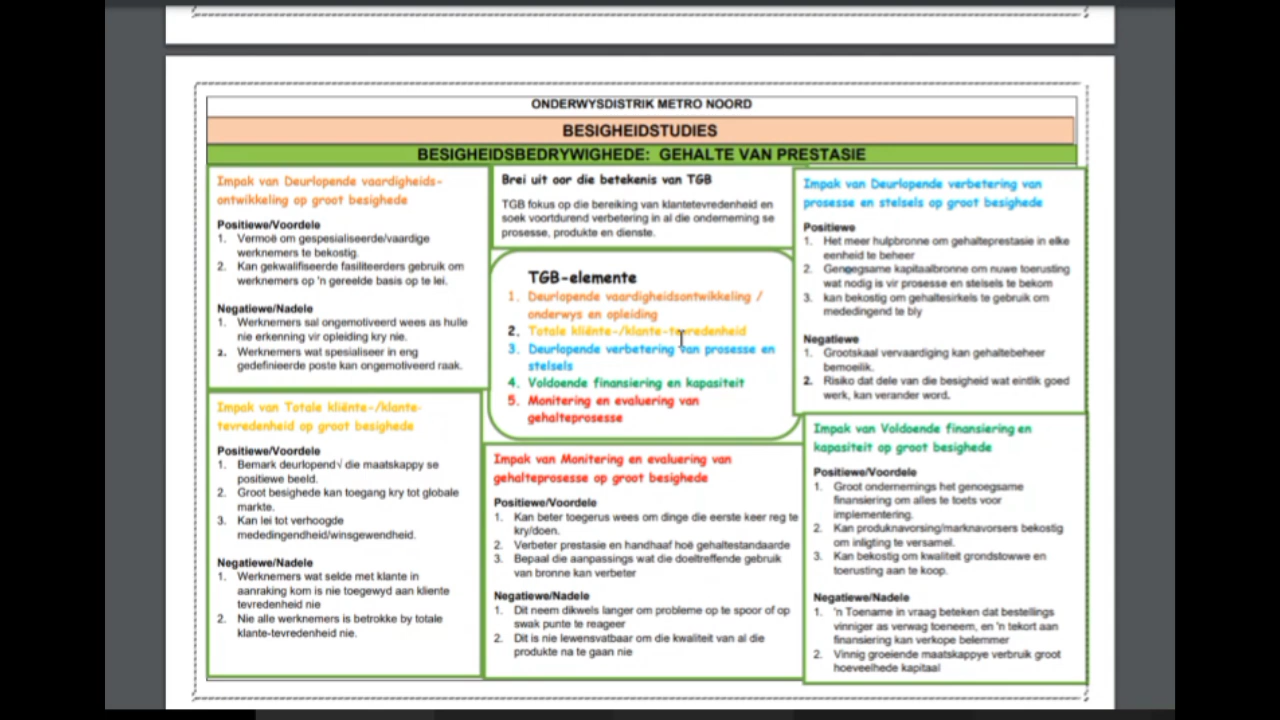 ONDERWYSDISTRIK METRO NOORD
BESIGHEIDSTUDIES
BESIGHEIDSBEDRYWIGHEDE: GEHALTE VAN PRESTASIE
Impak van Deurlopende vaardigheids-
ontwikkeling op groot besighede
Positiewe/Voordele
1. Vermoë om gespesialiseerde/vaardige
werknemers te bekostig.
2. Kan gekwalifiseerde fasiliteerders gebruik om
werknemers op 'n gereelde basis op te lei.
Negatiewe/Nadele
1. Werknemers sal ongemotiveerd wees as hulle
nie erkenning vir opleiding kry nie.
2. Werknemers wat spesialiseer in eng
gedefinieerde poste kan ongemotiveerd raak.
Impak van Totale kliënte-/klante-
tevredenheid op groot besighede
Positiewe/Voordele
1. Bemark deurlopend√ die maatskappy se
positiewe beeld.
2. Groot besighede kan toegang kry tot globale
markte.
3. Kan lei tot verhoogde
mededingendheid/winsgewendheid.
Negatiewe/Nadele
1. Werknemers wat selde met klante in
aanraking kom is nie toegewyd aan kliente
tevredenheid nie
2. Nie alle werknemers is betrokke by totale
klante-tevredenheid nie.
Brei uit oor die betekenis van TGB
TGB fokus op die bereiking van klantetevredenheid en
soek voortdurend verbetering in al die onderneming se
prosesse, produkte en dienste.
TGB-elemente
1. Deurlopende vaardigheidsontwikkeling /
onderwys en opleiding
2. Totale kliënte-/klante-tevredenheid
3. Deurlopende verbetering van prosesse en
stelsels
4. Voldoende finansiering en kapasiteit
5. Monitering en evaluering van
gehalteprosesse
Impak van Monitering en evaluering van
gehalteprosesse op groot besighede
Positiewe/Voordele
1. Kan beter toegerus wees om dinge die eerste keer reg te
kry/doen.
2. Verbeter prestasie en handhaaf hoë gehaltestandaarde
3. Bepaal die aanpassings wat die doeltreffende gebruik
van bronne kan verbeter
Negatiewe/Nadele
1. Dit neem dikwels langer om probleme op te spoor of op
swak punte te reageer
2. Dit is nie lewensvatbaar om die kwaliteit van al die
produkte na te gaan nie
Impak van Deurlopende verbetering van
prosesse en stelsels op groot besighede
Positiewe
1. Het meer hulpbronne om gehalteprestasie in elke
eenheid te beheer
2. Genoegsame kapitaalbronne om nuwe toerusting
wat nodig is vir prosesse en stelsels te bekom
3. kan bekostig om gehaltesirkels te gebruik om
mededingend te bly
Negatiewe
1. Grootskaal vervaardiging kan gehaltebeheer
bemoeilik.
2. Risiko dat dele van die besigheid wat eintlik goed
werk, kan verander word.
Impak van Voldoende finansiering en
kapasiteit op groot besighede
Positiewe/Voordele
1. Groot ondernemings het genoegsame
finansiering om alles te toets voor
implementering.
2. Kan produknavorsing/marknavorsers bekostig
om inligting te versamel.
3. Kan bekostig om kwaliteit grondstowwe en
toerusting aan te koop.
Negatiewe/Nadele
1. 'n Toename in vraag beteken dat bestellings
vinniger as verwag toeneem, en 'n tekort aan
finansiering kan verkope belemmer
2. Vinnig groeiende maatskappye verbruik groot
hoeveelhede kapitaal